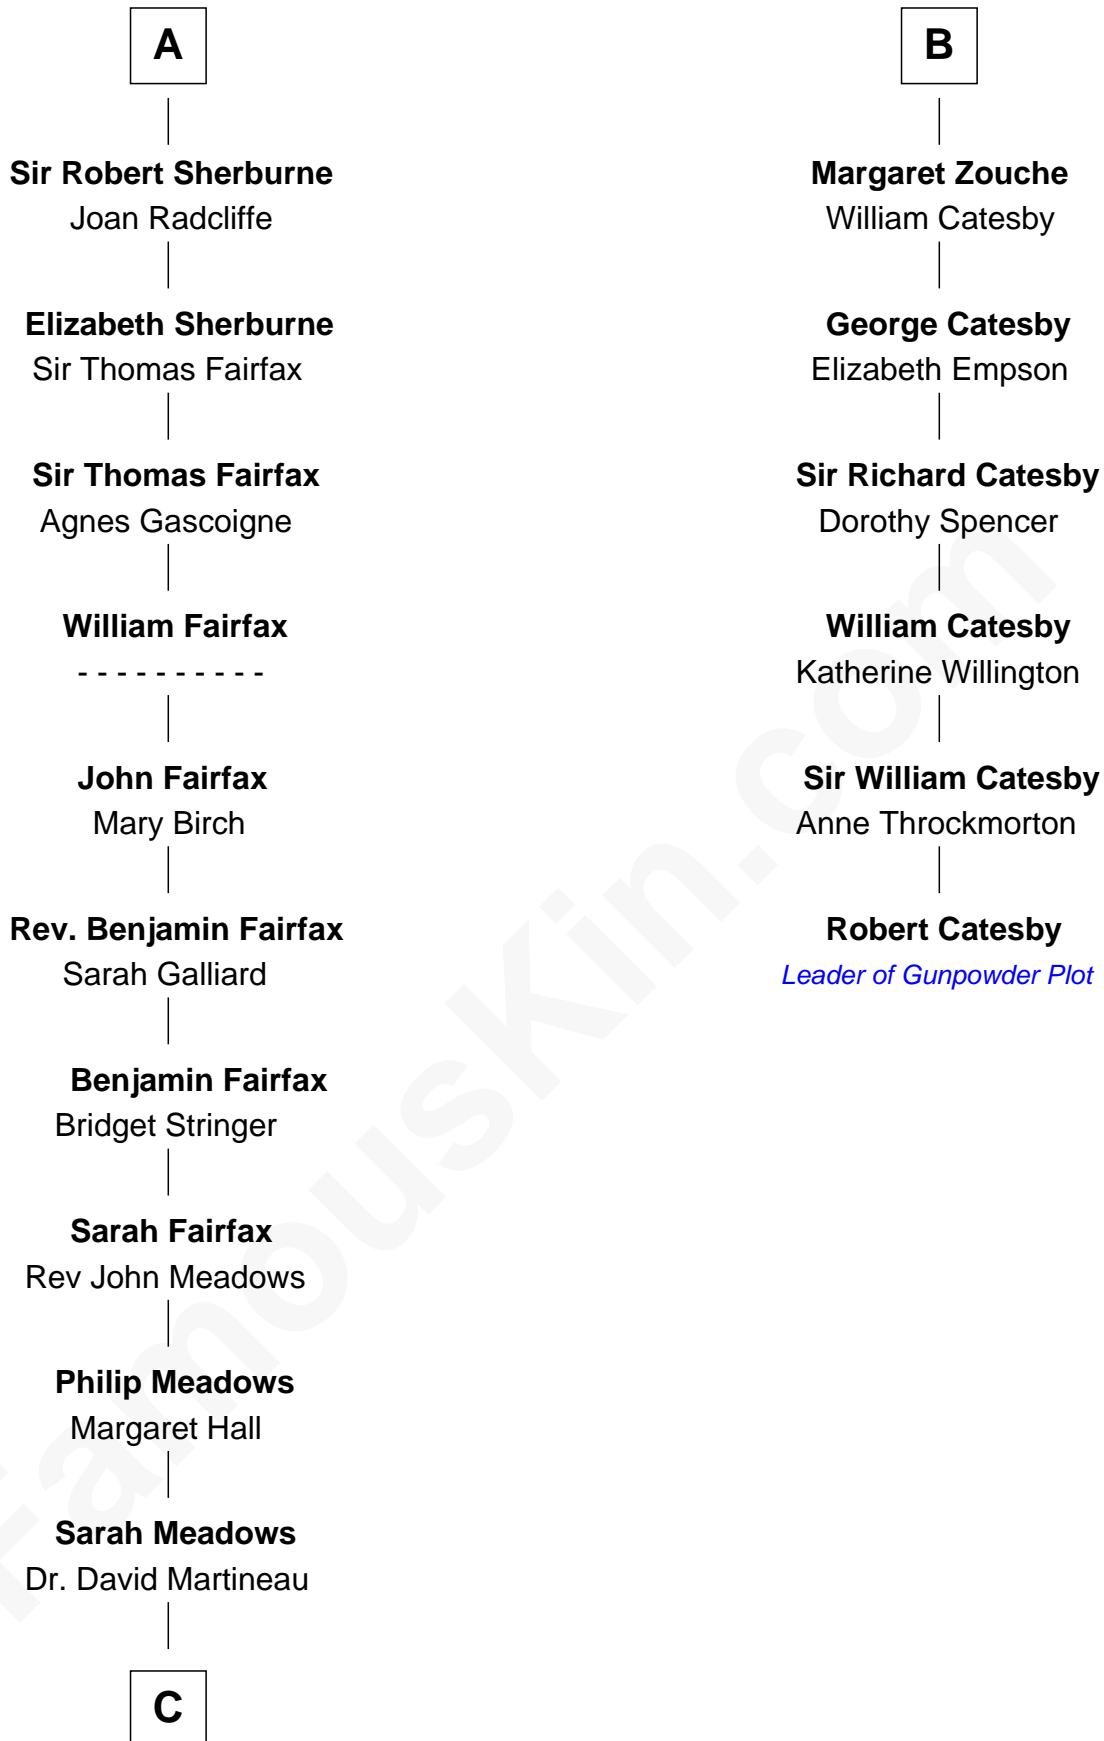 A
Sir Robert Sherburne
Joan Radcliffe
Elizabeth Sherburne
Sir Thomas Fairfax
Sir Thomas Fairfax
Agnes Gascoigne
William Fairfax
- - - - - - - - - -
John Fairfax
Mary Birch
Rev. Benjamin Fairfax
Sarah Galliard
Benjamin Fairfax
Bridget Stringer
Sarah Fairfax
Rev John Meadows
Philip Meadows
Margaret Hall
Sarah Meadows
Dr. David Martineau
C
B
Margaret Zouche
William Catesby
George Catesby
Elizabeth Empson
Sir Richard Catesby
Dorothy Spencer
William Catesby
Katherine Willington
Sir William Catesby
Anne Throckmorton
Robert Catesby
Leader of Gunpowder Plot
FamousKin.com